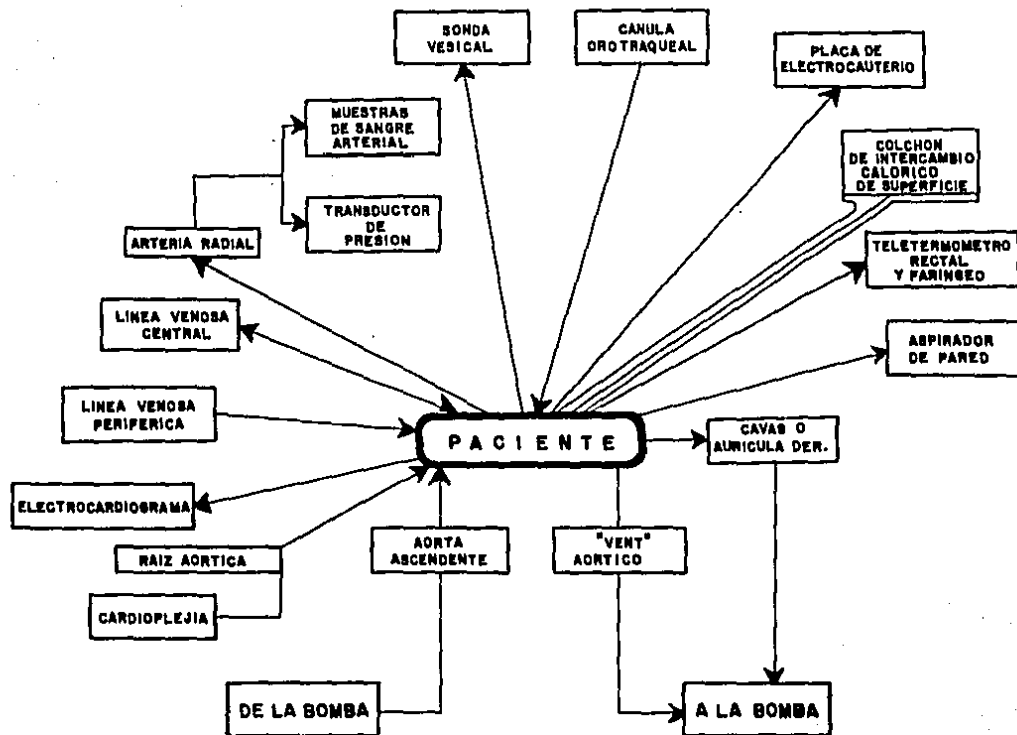 SONDA
VESICAL
CANULA
OROTRAQUEAL
PLACA DE
ELECTROCAUTERIO
MUESTRAS
DE SANGRE
ARTERIAL
COLCHON
DE INTERCAMBIO
CALORICO
DE SUPERFICIE
TRANSDUCTOR
DE
PRESION
ARTERIA RADIAL
TELETERMOMETRO
RECTAL
Y FARINGEO
LINEA VENOSA
CENTRAL
ASPIRADOR
DE PARED
LINEA VENOSA
PERIFERICA
PACIENTE
CAVAS O
AURICULA DER.
ELECTROCARDIOGRAMA
AORTA
ASCENDENTE
"VENT"
AORTICO
RAIZ AORTICA
CARDIOPLEJIA
DE LA BOMBA
A LA BOMBA